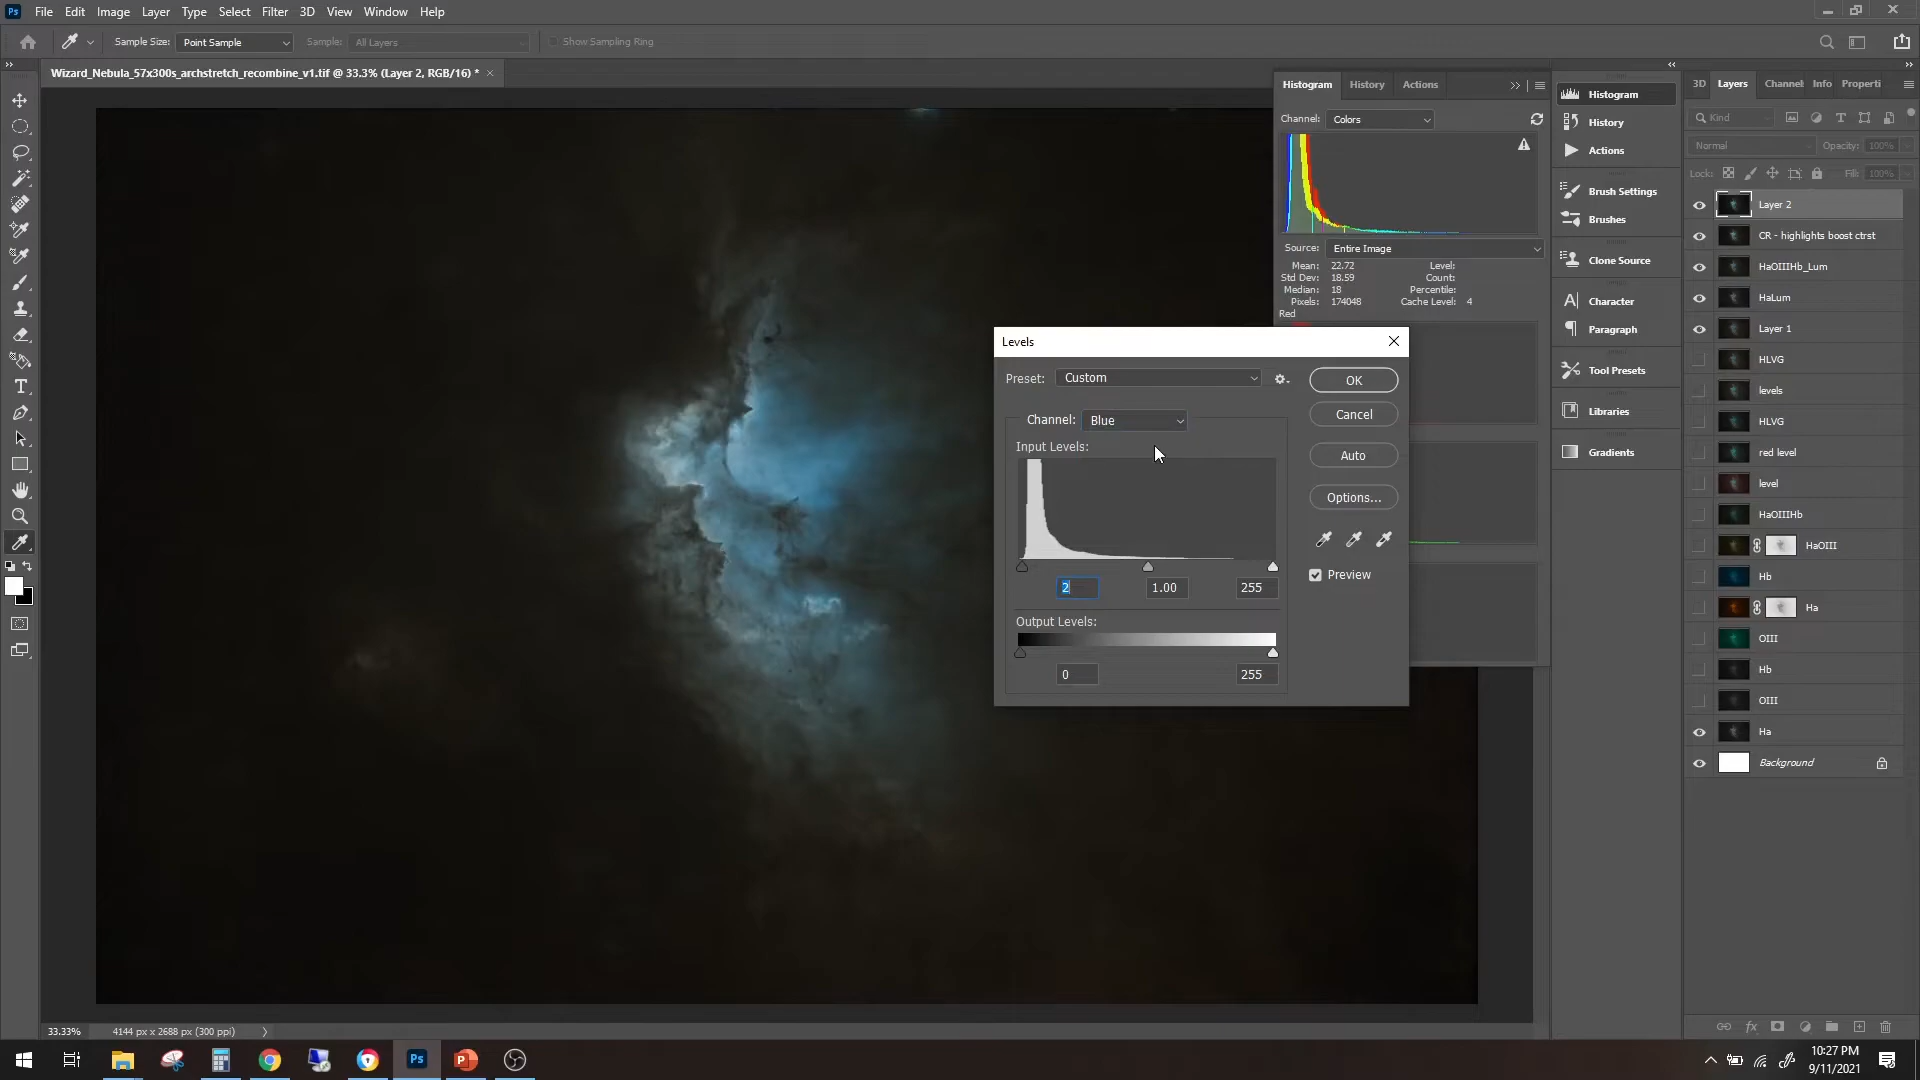 Ps File Edit Image Layer Type Select Filter 3D View Window Help
Sample Size: Point Sample Sample: All Layers Show Sampling Ring
Wizard_Nebula_57x300s_archstretch_recombine_v1.tif @ 33.3% (Layer 2, RGB/16) * ×
Histogram History Actions
Channel: Colors
Source: Entire Image
Mean: 22.72 Level:
Std Dev: 18.59 Count:
Median: 18 Percentile:
Pixels: 174048 Cache Level: 4
Red
Levels
Preset: Custom
OK
Channel: Blue
Cancel
Input Levels:
Auto
Options...
Preview
2 1.00 255
Output Levels:
0 255
Histogram
History
Actions
Brush Settings
Brushes
Clone Source
Character
Paragraph
Tool Presets
Libraries
Gradients
3D Layers Channel Info Properti
Kind
Normal Opacity: 100%
Lock: Fill: 100%
Layer 2
CR - highlights boost ctrst
HaOIIIHb_Lum
HaLum
Layer 1
HLVG
levels
HLVG
red level
level
HaOIIIHb
HaOIII
Hb
Ha
OIII
Hb
OIII
Ha
Background
33.33% 4144 px x 2688 px (300 ppi)
Ps
10:27 PM
9/11/2021